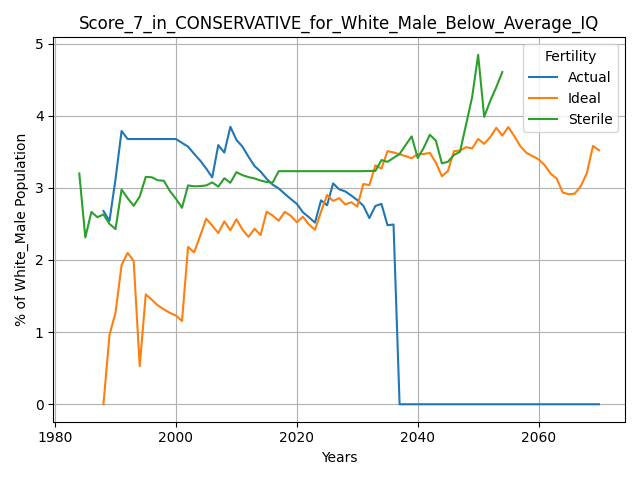 Score_7_in_CONSERVATIVE_for_White_Male_Below_Average_IQ
Fertility
Actual
Ideal
Sterile
% of White_Male Population
5
4
3
2
1
0
1980 2000 2020 2040 2060
Years